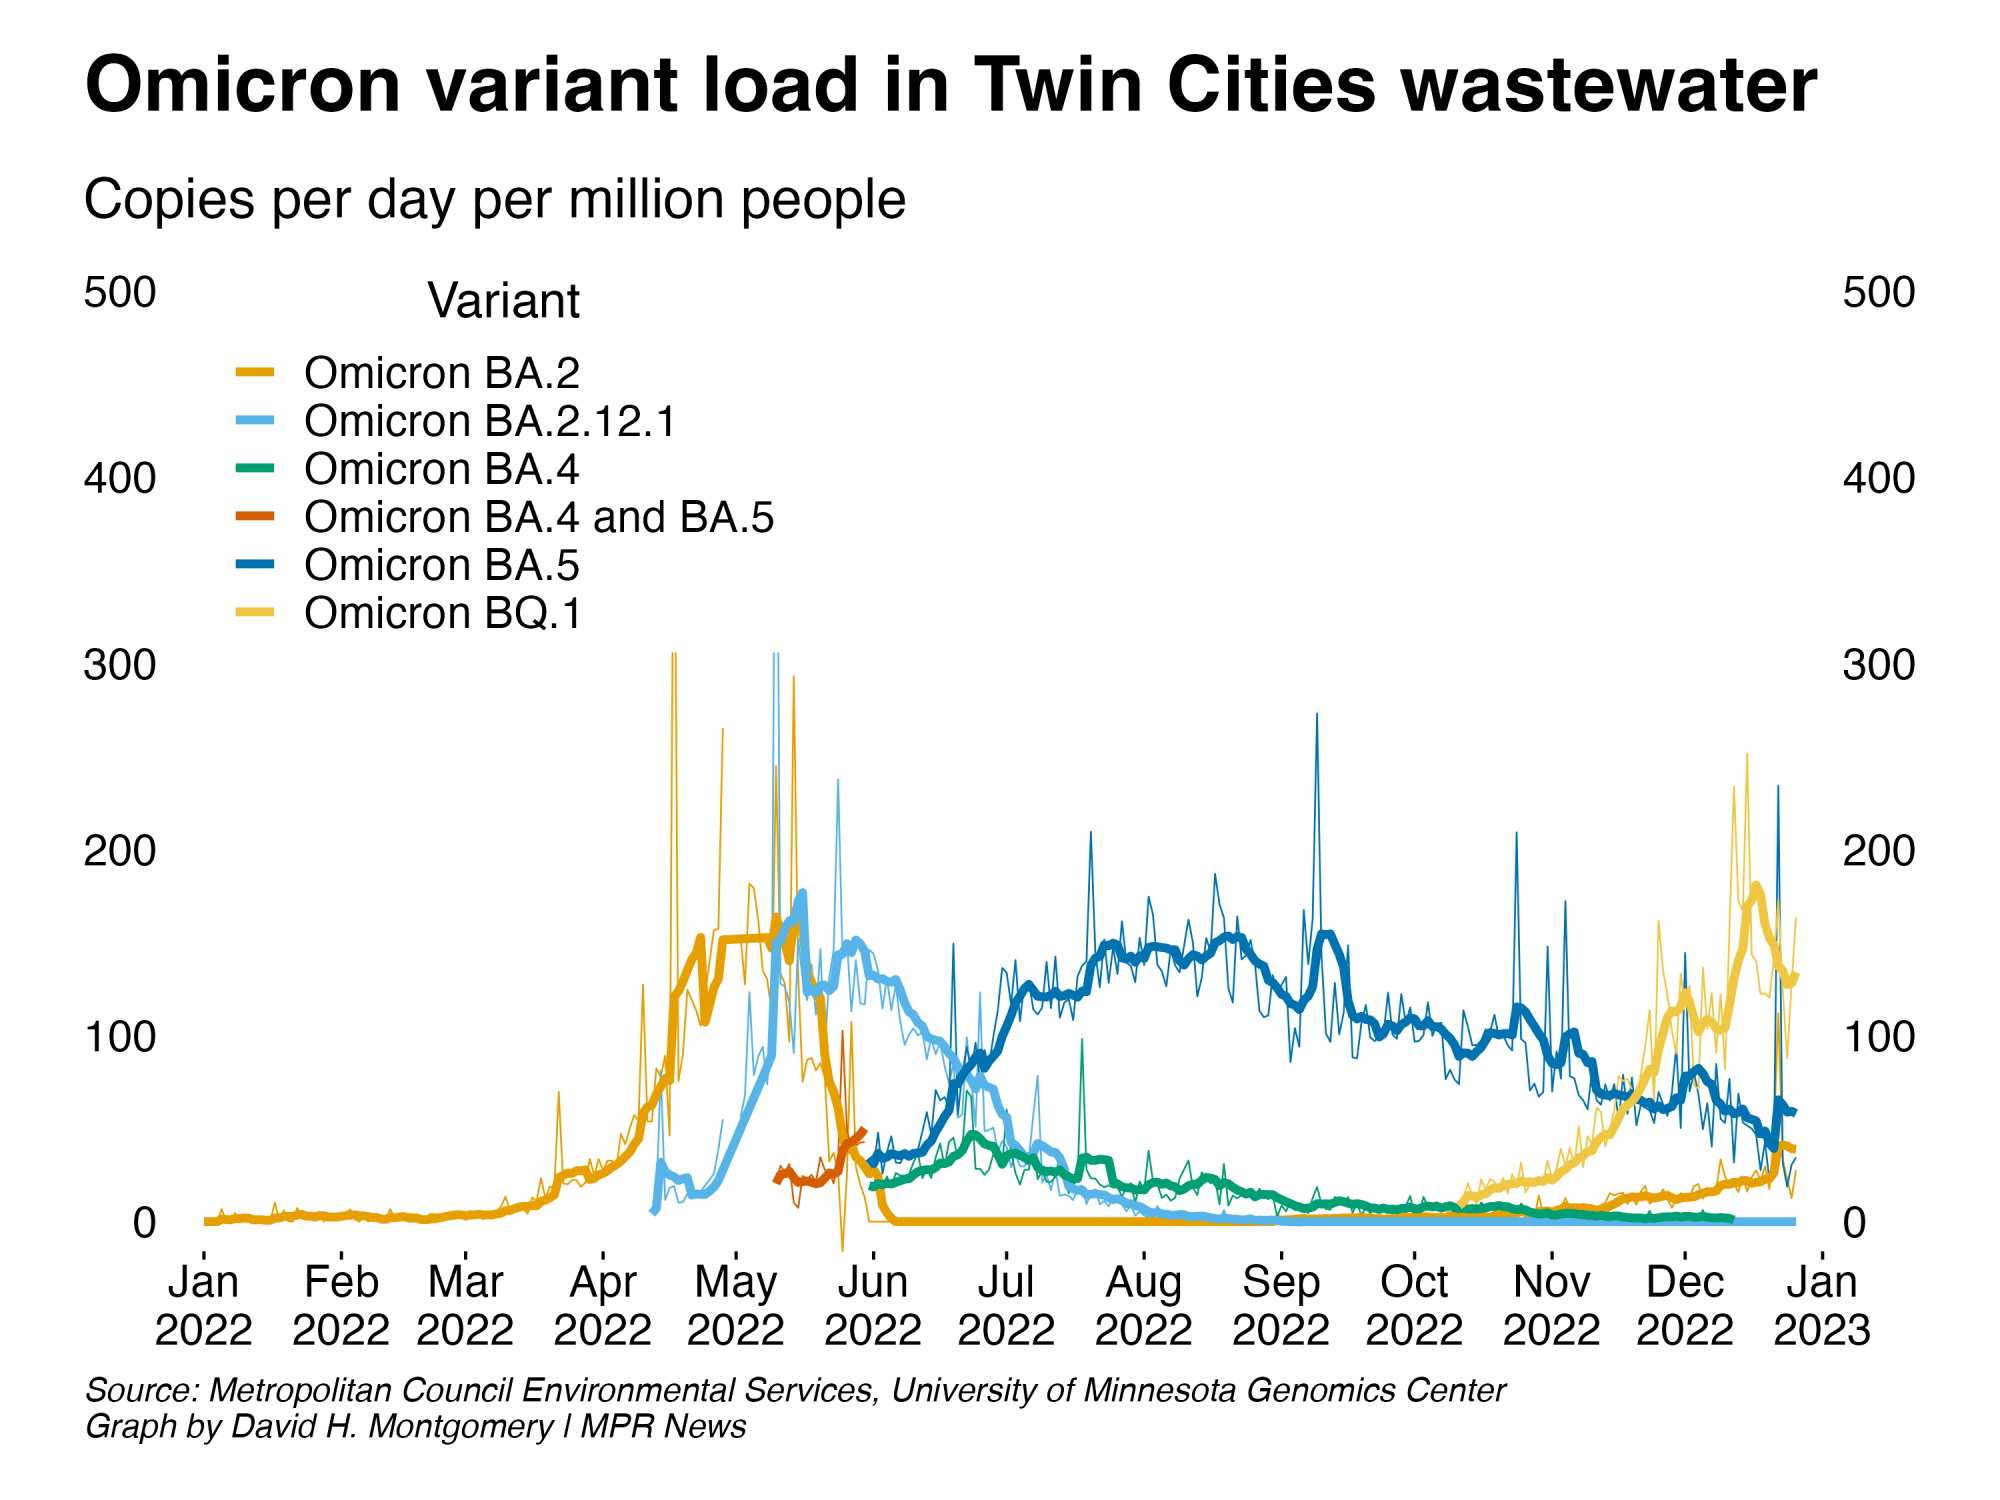 Omicron variant load in Twin Cities wastewater
Copies per day per million people
500
400
300
200
100
0
Variant
Omicron BA.2
Omicron BA.2.12.1
Omicron BA.4
Omicron BA.4 and BA.5
Omicron BA.5
Omicron BQ.1
500
400
300
200
100
0
Jan Feb Mar Apr May Jun Jul Aug Sep Oct Nov Dec Jan
2022 2022 2022 2022 2022 2022 2022 2022 2022 2022 2022 2022 2023
Source: Metropolitan Council Environmental Services, University of Minnesota Genomics Center
Graph by David H. Montgomery | MPR News